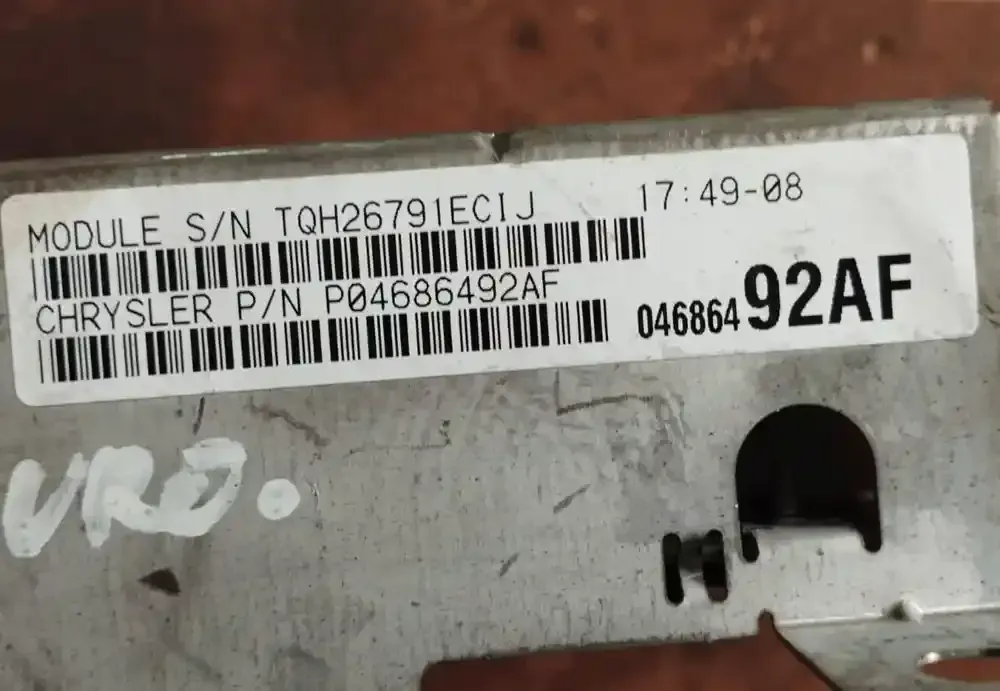 MODULE S/N TQH26791ECIJ 17:49-08
CHRYSLER P/N P04686492AF 04686492AF